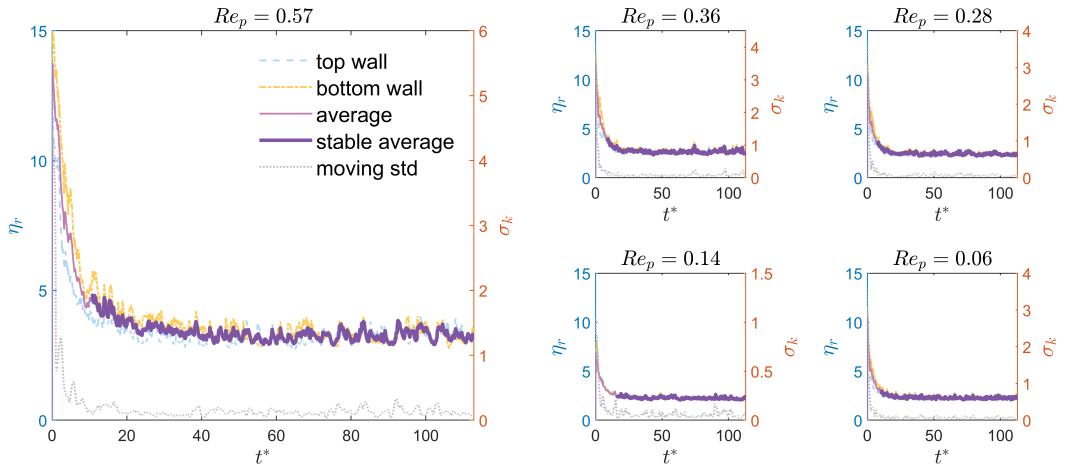 Re_p = 0.57
15
10
5
0
η_r
6
5
4
3
2
1
0
σ_k
0 20 40 60 80 100
t*
top wall
bottom wall
average
stable average
moving std
Re_p = 0.36
15
10
5
0
η_r
4
3
2
1
0
σ_k
0 50 100
t*
Re_p = 0.28
15
10
5
0
η_r
4
3
2
1
0
σ_k
0 50 100
t*
Re_p = 0.14
15
10
5
0
η_r
1.5
1
0.5
0
σ_k
0 50 100
t*
Re_p = 0.06
15
10
5
0
η_r
4
3
2
1
0
σ_k
0 50 100
t*